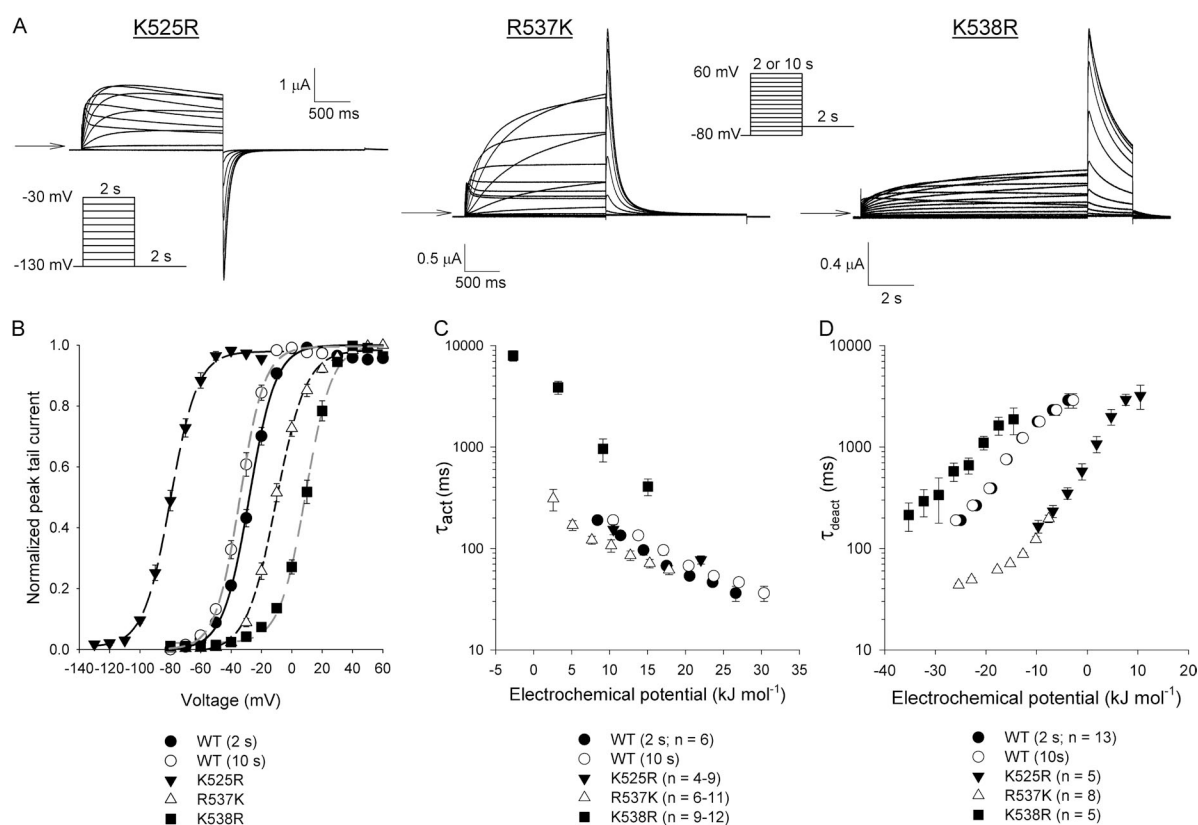 A
K525R
R537K
K538R
1 µA
500 ms
-30 mV
2 s
2 s
-130 mV
0.5 µA
500 ms
60 mV
2 or 10 s
2 s
-80 mV
0.4 µA
2 s
B
Normalized peak tail current
1.0
0.8
0.6
0.4
0.2
0.0
-140 -120 -100 -80 -60 -40 -20 0 20 40 60
Voltage (mV)
WT (2 s)
WT (10 s)
K525R
R537K
K538R
C
τact (ms)
10000
1000
100
10
-5 0 5 10 15 20 25 30 35
Electrochemical potential (kJ mol-1)
WT (2 s; n = 6)
WT (10 s)
K525R (n = 4-9)
R537K (n = 6-11)
K538R (n = 9-12)
D
τdeact (ms)
10000
1000
100
10
-40 -30 -20 -10 0 10 20
Electrochemical potential (kJ mol-1)
WT (2 s; n = 13)
WT (10s)
K525R (n = 5)
R537K (n = 8)
K538R (n = 5)